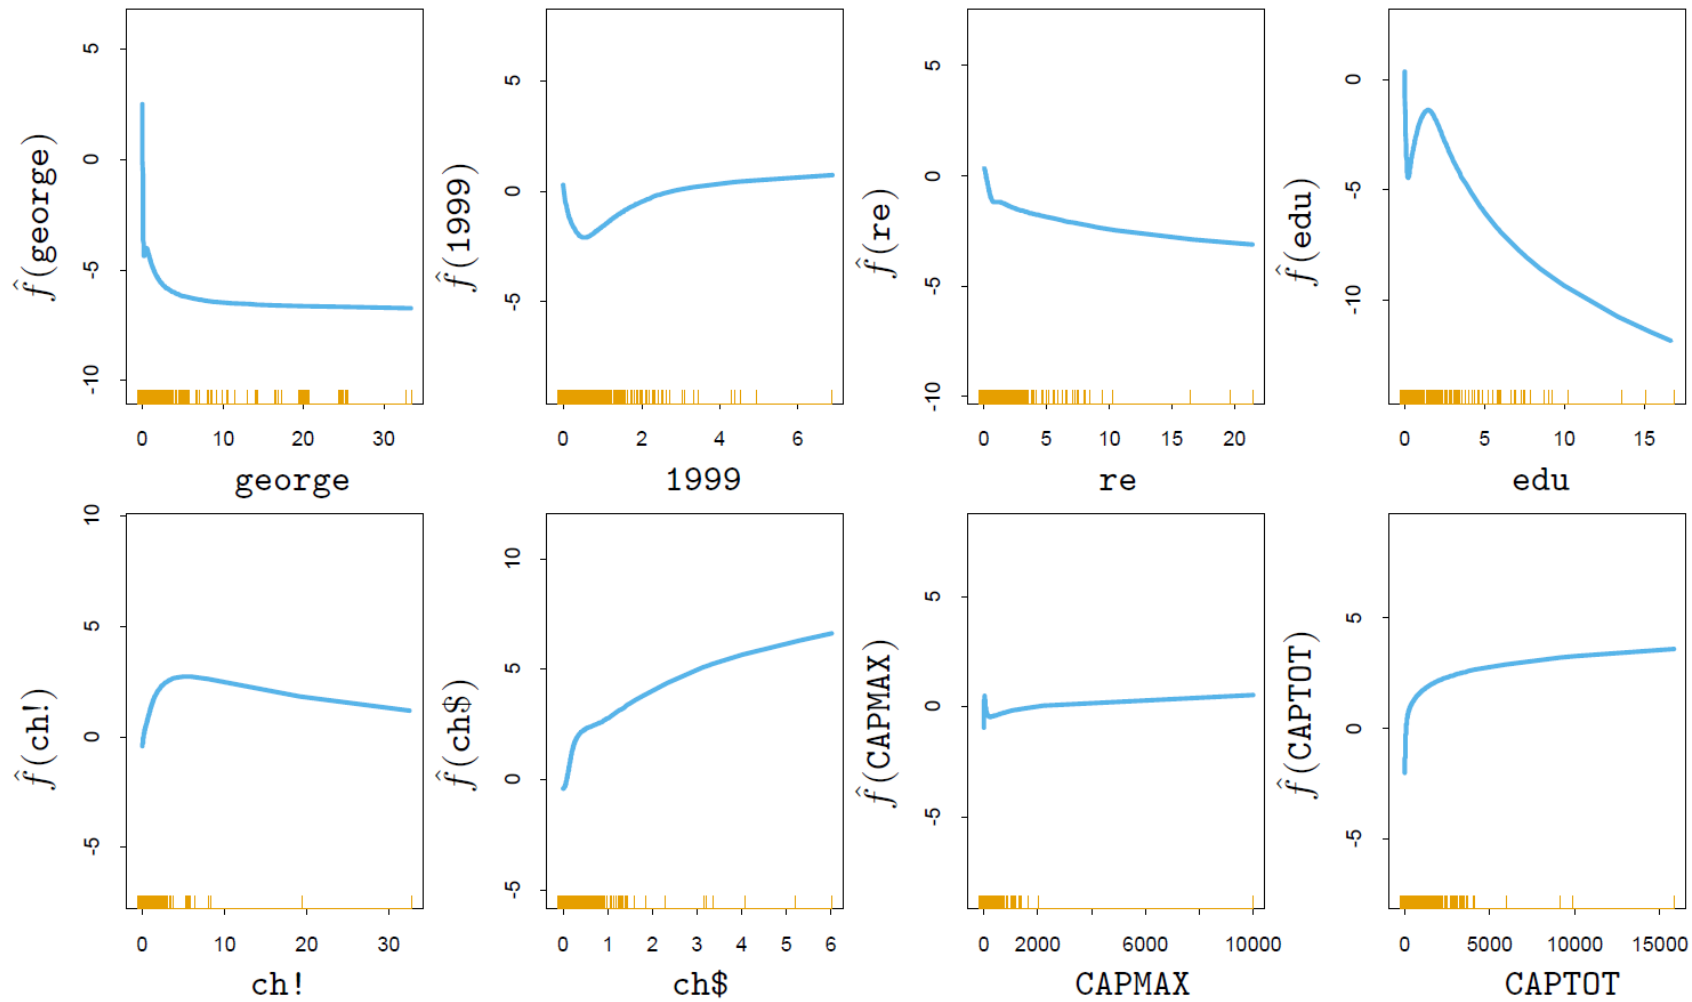 5
0
-5
-10
f̂(george)
0 10 20 30
george
5
0
-5
f̂(1999)
0 2 4 6
1999
5
0
-5
-10
f̂(re)
0 5 10 15 20
re
0
-5
-10
f̂(edu)
0 5 10 15
edu
10
5
0
-5
f̂(ch!)
0 10 20 30
ch!
10
5
0
-5
f̂(ch$)
0 1 2 3 4 5 6
ch$
5
0
-5
f̂(CAPMAX)
0 2000 6000 10000
CAPMAX
5
0
-5
f̂(CAPTOT)
0 5000 10000 15000
CAPTOT